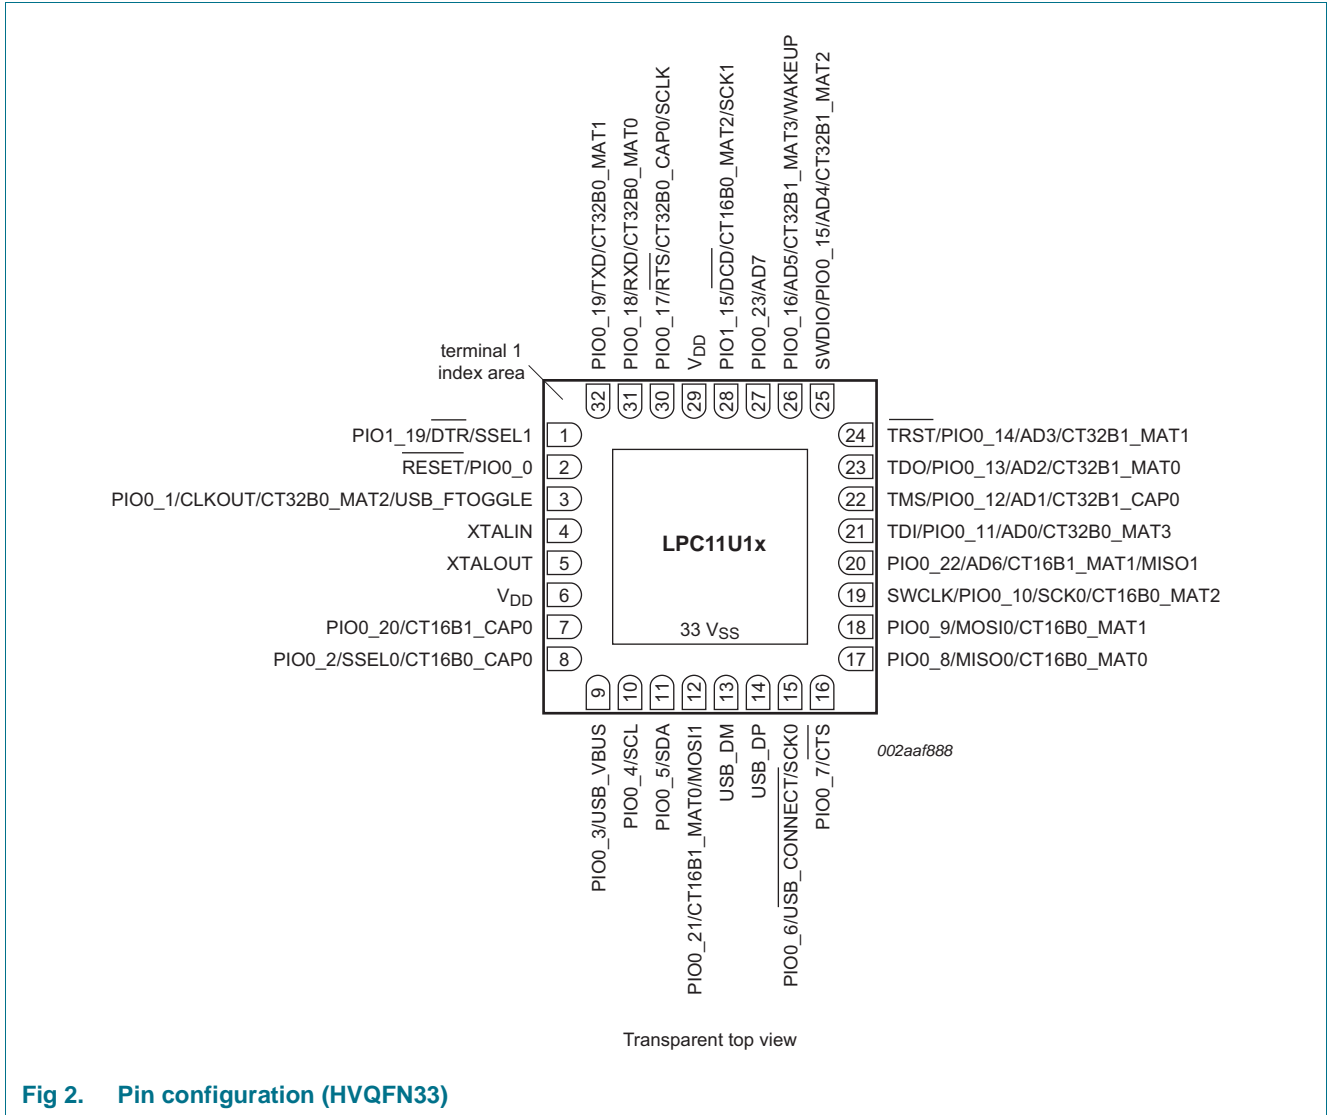 PIO0_19/TXD/CT32B0_MAT1
PIO0_18/RXD/CT32B0_MAT0
PIO0_17/RTS/CT32B0_CAP0/SCLK
VDD
PIO1_15/DCD/CT16B0_MAT2/SCK1
PIO0_23/AD7
PIO0_16/AD5/CT32B1_MAT3/WAKEUP
SWDIO/PIO0_15/AD4/CT32B1_MAT2
terminal 1
index area
32 31 30 29 28 27 26 25
PIO1_19/DTR/SSEL1 1
RESET/PIO0_0 2
PIO0_1/CLKOUT/CT32B0_MAT2/USB_FTOGGLE 3
XTALIN 4
XTALOUT 5
VDD 6
PIO0_20/CT16B1_CAP0 7
PIO0_2/SSEL0/CT16B0_CAP0 8
LPC11U1x
33 VSS
24 TRST/PIO0_14/AD3/CT32B1_MAT1
23 TDO/PIO0_13/AD2/CT32B1_MAT0
22 TMS/PIO0_12/AD1/CT32B1_CAP0
21 TDI/PIO0_11/AD0/CT32B0_MAT3
20 PIO0_22/AD6/CT16B1_MAT1/MISO1
19 SWCLK/PIO0_10/SCK0/CT16B0_MAT2
18 PIO0_9/MOSI0/CT16B0_MAT1
17 PIO0_8/MISO0/CT16B0_MAT0
9 10 11 12 13 14 15 16
PIO0_3/USB_VBUS
PIO0_4/SCL
PIO0_5/SDA
PIO0_21/CT16B1_MAT0/MOSI1
USB_DM
USB_DP
PIO0_6/USB_CONNECT/SCK0
PIO0_7/CTS
002aaf888
Transparent top view
Fig 2. Pin configuration (HVQFN33)